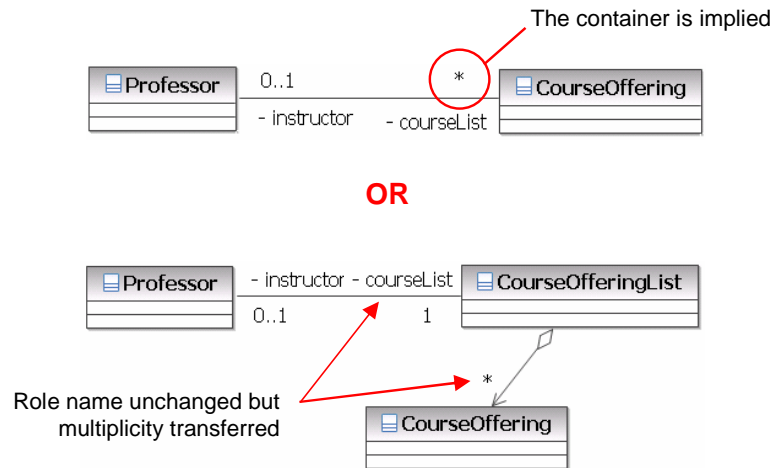 The container is implied
Professor
0..1
*
CourseOffering
- instructor
- courseList
OR
Professor
- instructor
- courseList
CourseOfferingList
0..1
1
*
Role name unchanged but
multiplicity transferred
CourseOffering